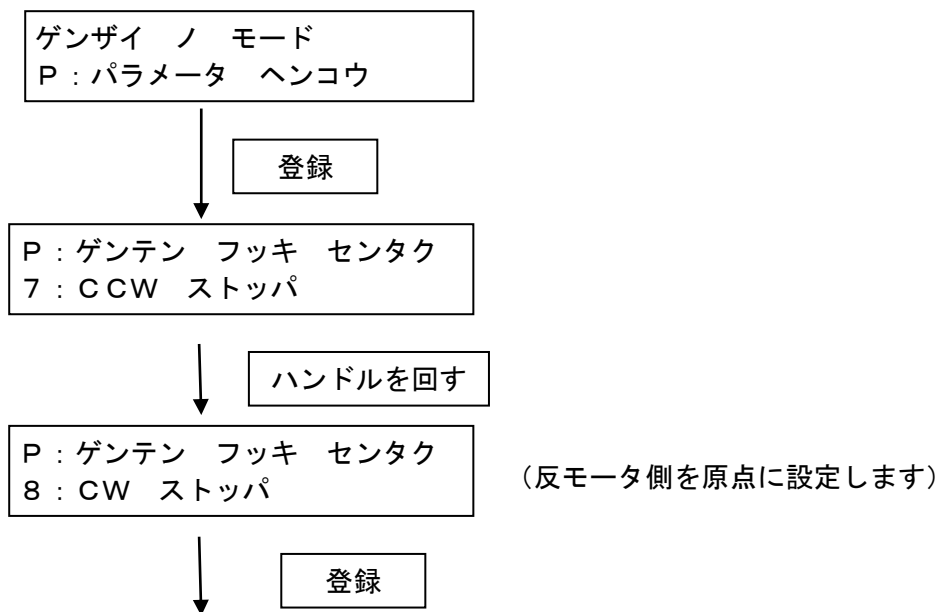 ゲンザイ　ノ　モード
Ｐ：パラメータ　ヘンコウ
登録
Ｐ：ゲンテン　フッキ　センタク
７：ＣＣＷ　ストッパ
ハンドルを回す
Ｐ：ゲンテン　フッキ　センタク
８：ＣＷ　ストッパ
（反モータ側を原点に設定します）
登録